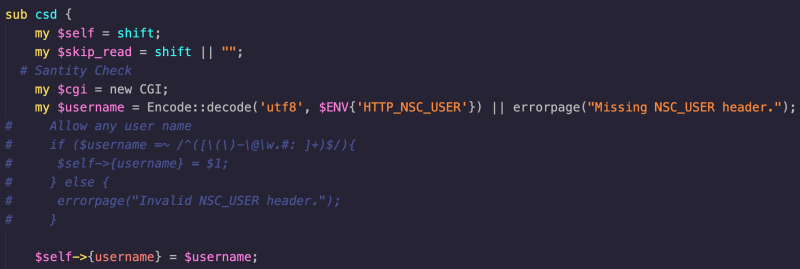 sub csd {
    my $self = shift;
    my $skip_read = shift || "";
  # Santity Check
    my $cgi = new CGI;
    my $username = Encode::decode('utf8', $ENV{'HTTP_NSC_USER'}) || errorpage("Missing NSC_USER header.");
#     Allow any user name
#     if ($username =~ /^([\(\)-\@\w.#: ]+)$/){
#      $self->{username} = $1;
#     } else {
#      errorpage("Invalid NSC_USER header.");
#     }
    $self->{username} = $username;